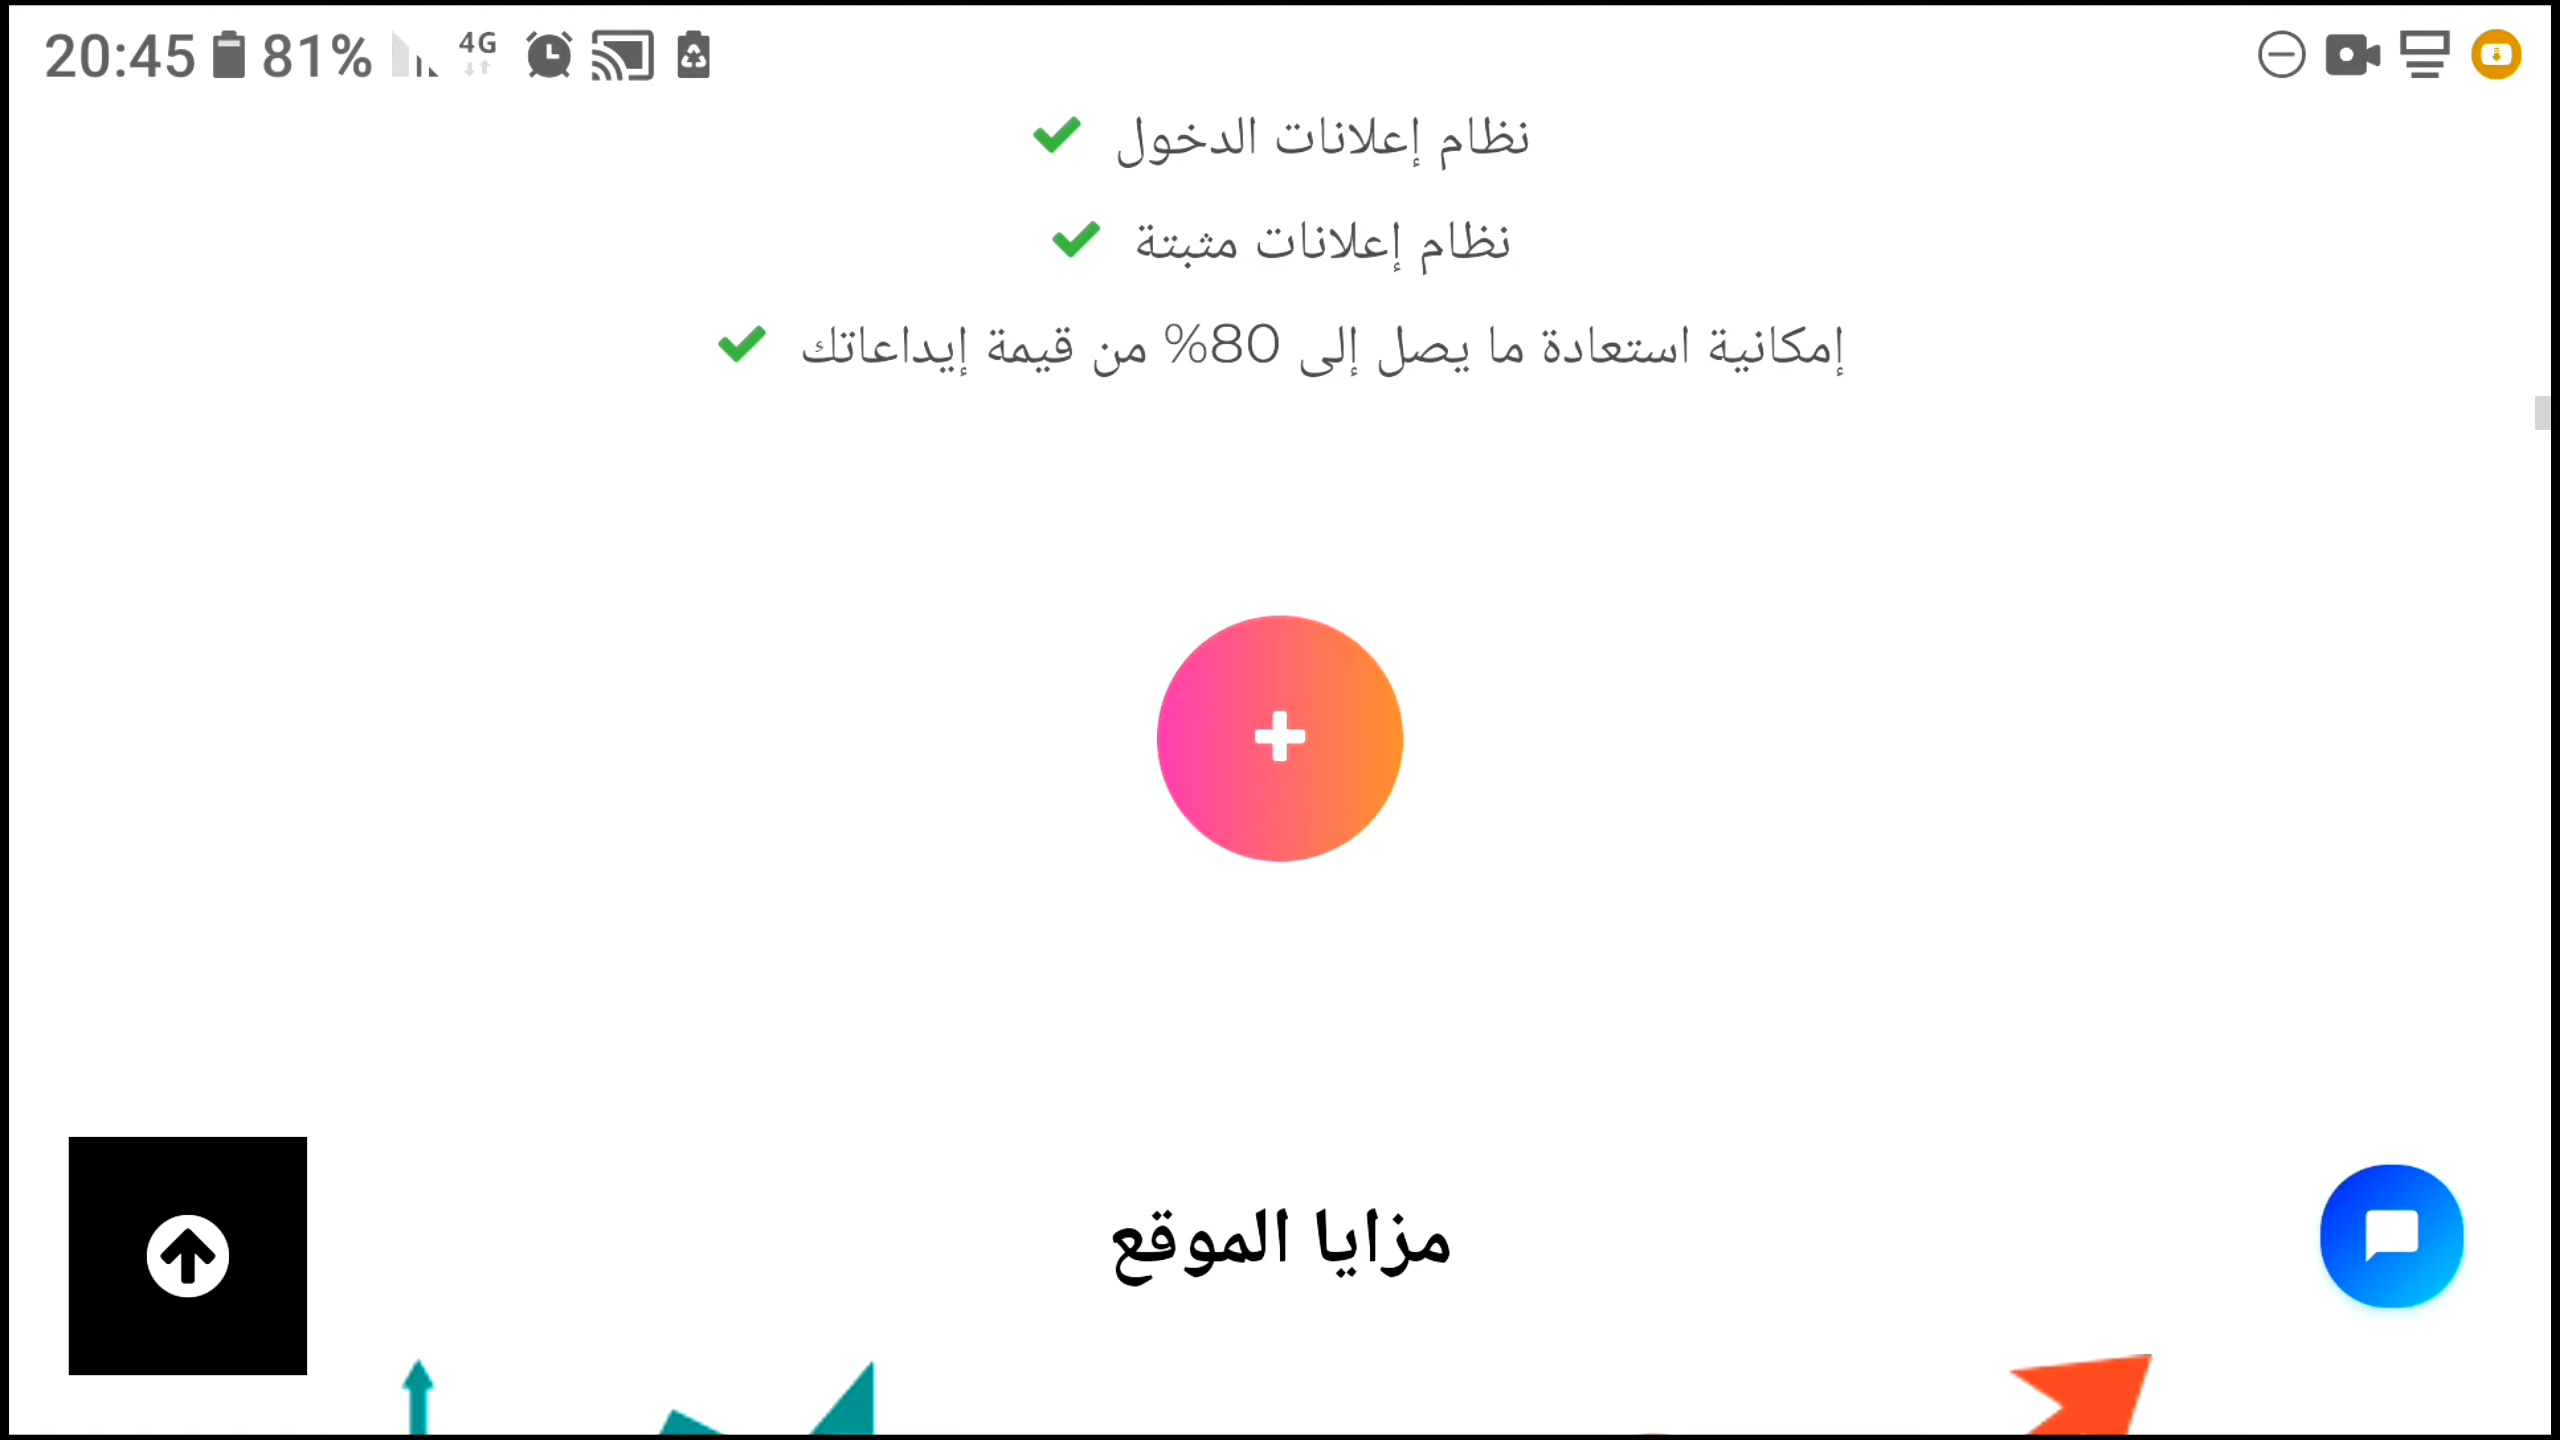 20:45 81% 4G
نظام إعلانات الدخول
نظام إعلانات مثبتة
إمكانية استعادة ما يصل إلى 80% من قيمة إيداعاتك
مزايا الموقع